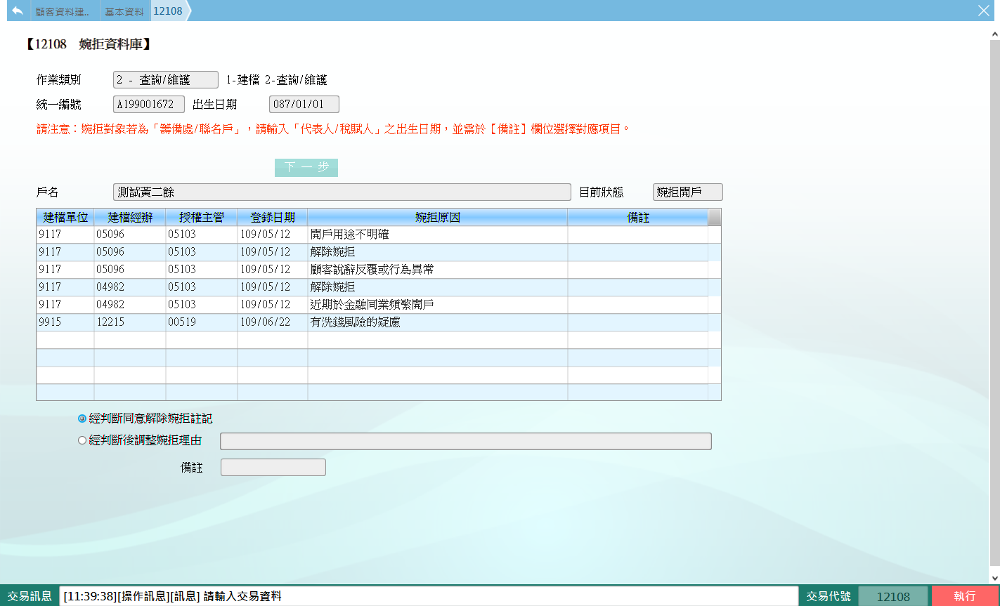 顧客資料建.. 基本資料 12108
【12108 婉拒資料庫】
作業類別 2 - 查詢/維護 1-建檔 2-查詢/維護
統一編號 A199001672 出生日期 087/01/01
請注意：婉拒對象若為「籌備處/聯名戶」，請輸入「代表人/稅賦人」之出生日期，並需於【備註】欄位選擇對應項目。
下一步
戶名 測試黃二餘 目前狀態 婉拒開戶
建檔單位 建檔經辦 授權主管 登錄日期 婉拒原因 備註
9117 05096 05103 109/05/12 開戶用途不明確
9117 05096 05103 109/05/12 解除婉拒
9117 05096 05103 109/05/12 顧客說辭反覆或行為異常
9117 04982 05103 109/05/12 解除婉拒
9117 04982 05103 109/05/12 近期於金融同業頻繁開戶
9915 12215 00519 109/06/22 有洗錢風險的疑慮
經判斷同意解除婉拒註記
經判斷後調整婉拒理由
備註
交易訊息 [11:39:38][操作訊息][訊息] 請輸入交易資料 交易代號 12108 執行